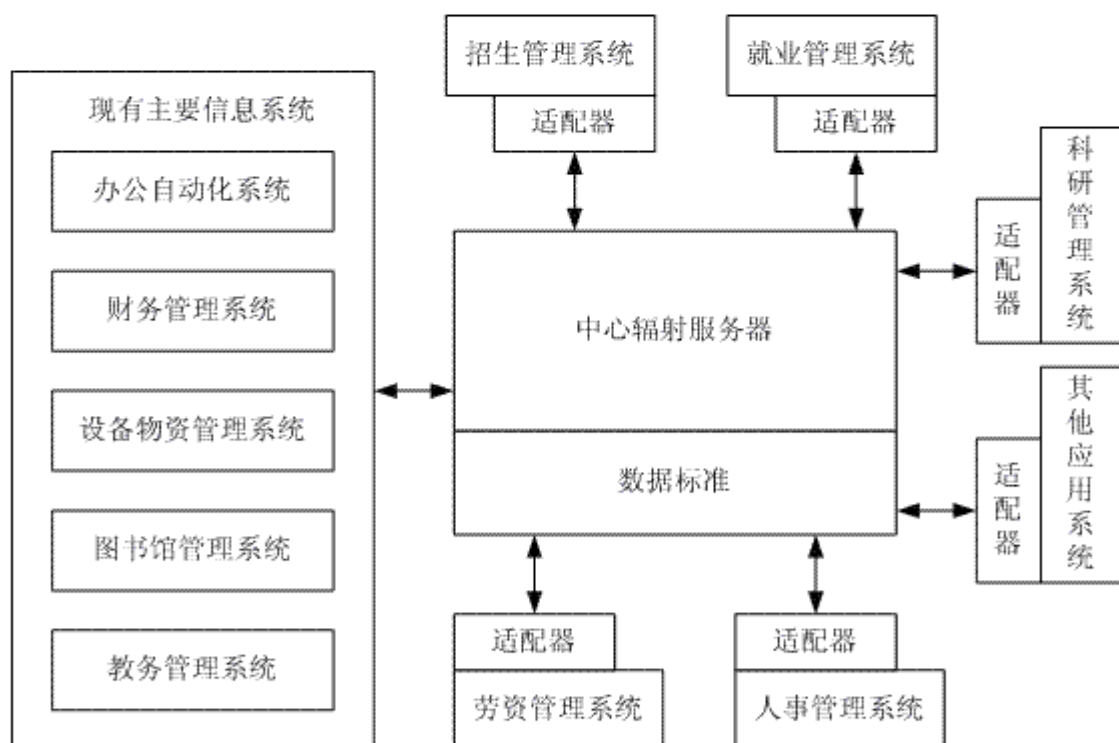 招生管理系统
适配器
就业管理系统
适配器
现有主要信息系统
办公自动化系统
财务管理系统
设备物资管理系统
图书馆管理系统
教务管理系统
中心辐射服务器
数据标准
适配器
科研管理系统
适配器
其他应用系统
适配器
劳资管理系统
适配器
人事管理系统